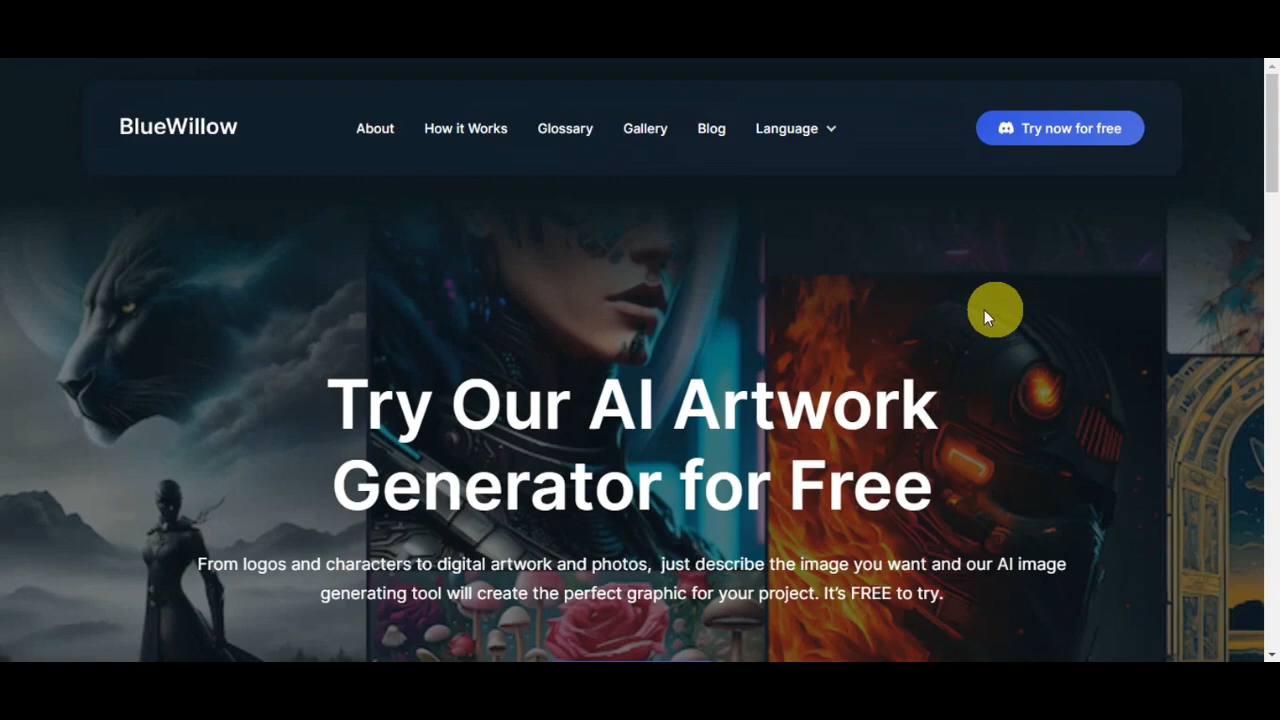 BlueWillow
About
How it Works
Glossary
Gallery
Blog
Language
Try now for free
Try Our AI Artwork
Generator for Free
From logos and characters to digital artwork and photos, just describe the image you want and our AI image
generating tool will create the perfect graphic for your project. It’s FREE to try.